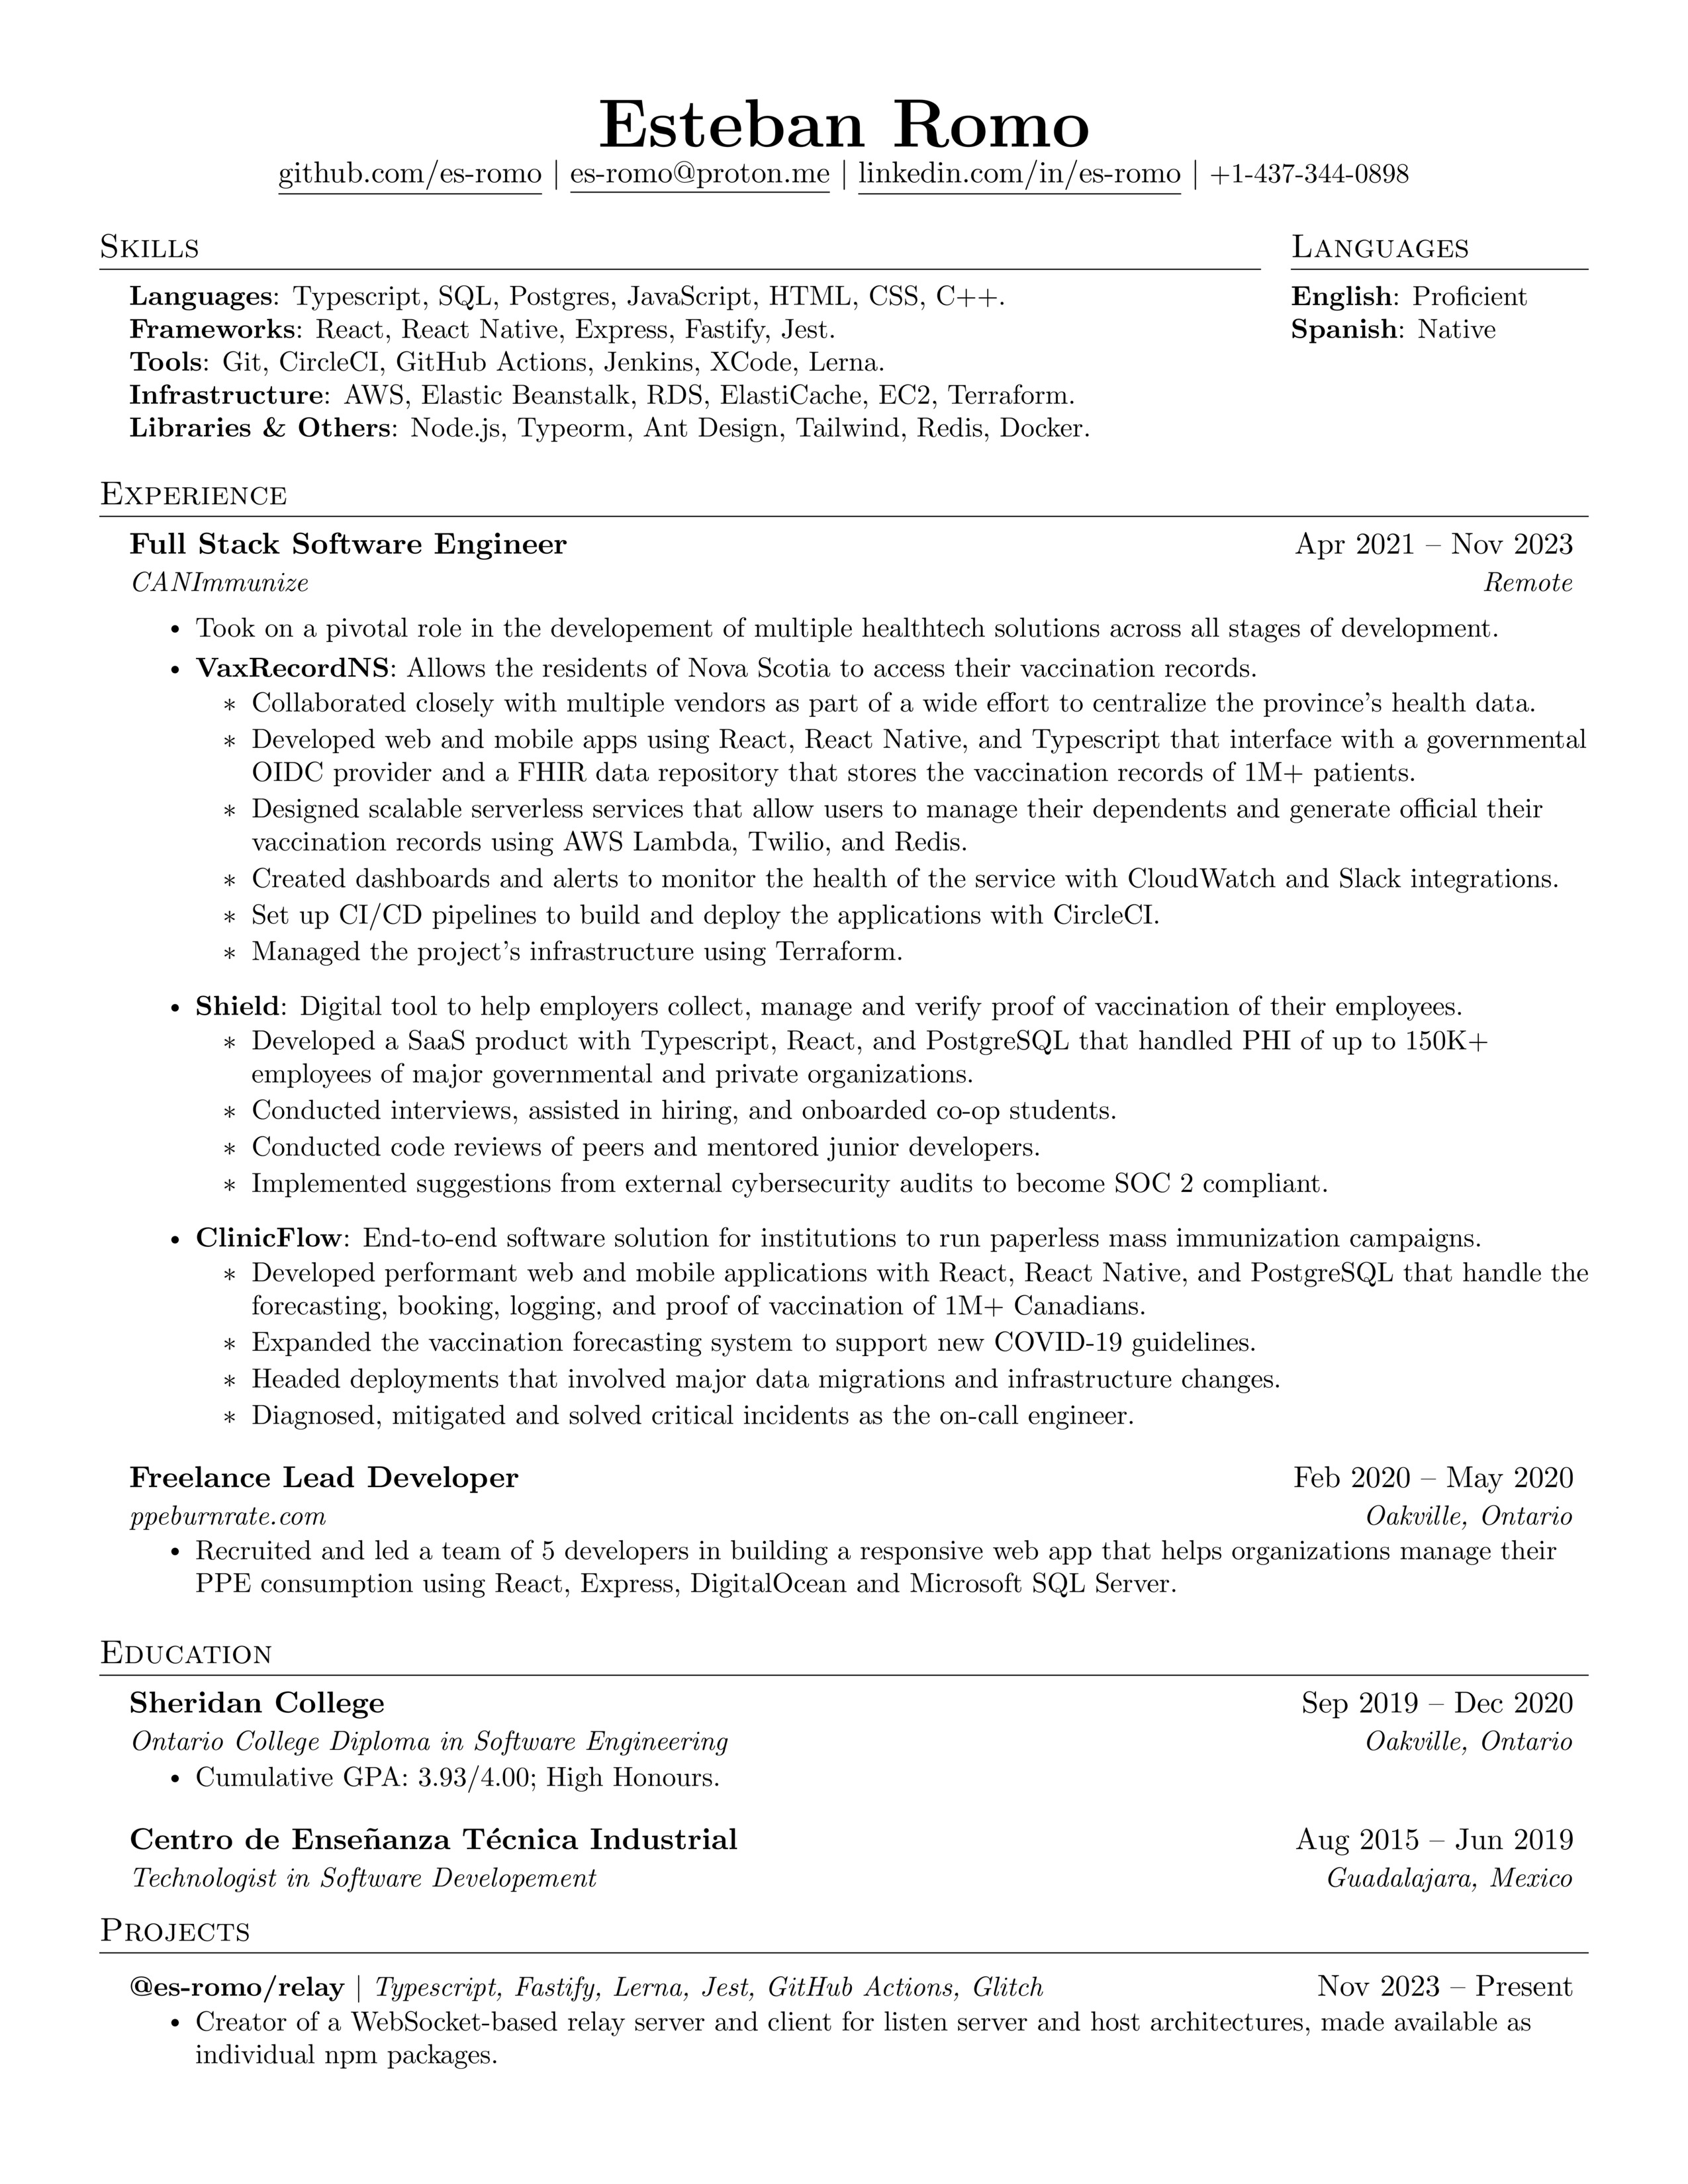 Esteban Romo
github.com/es-romo | es-romo@proton.me | linkedin.com/in/es-romo | +1-437-344-0898
Skills
Languages: Typescript, SQL, Postgres, JavaScript, HTML, CSS, C++.
Frameworks: React, React Native, Express, Fastify, Jest.
Tools: Git, CircleCI, GitHub Actions, Jenkins, XCode, Lerna.
Infrastructure: AWS, Elastic Beanstalk, RDS, ElastiCache, EC2, Terraform.
Libraries & Others: Node.js, Typeorm, Ant Design, Tailwind, Redis, Docker.
Languages
English: Proficient
Spanish: Native
Experience
Full Stack Software Engineer Apr 2021 – Nov 2023
CANImmunize Remote
• Took on a pivotal role in the developement of multiple healthtech solutions across all stages of development.
• VaxRecordNS: Allows the residents of Nova Scotia to access their vaccination records.
∗ Collaborated closely with multiple vendors as part of a wide effort to centralize the province's health data.
∗ Developed web and mobile apps using React, React Native, and Typescript that interface with a governmental
OIDC provider and a FHIR data repository that stores the vaccination records of 1M+ patients.
∗ Designed scalable serverless services that allow users to manage their dependents and generate official their
vaccination records using AWS Lambda, Twilio, and Redis.
∗ Created dashboards and alerts to monitor the health of the service with CloudWatch and Slack integrations.
∗ Set up CI/CD pipelines to build and deploy the applications with CircleCI.
∗ Managed the project's infrastructure using Terraform.
• Shield: Digital tool to help employers collect, manage and verify proof of vaccination of their employees.
∗ Developed a SaaS product with Typescript, React, and PostgreSQL that handled PHI of up to 150K+
employees of major governmental and private organizations.
∗ Conducted interviews, assisted in hiring, and onboarded co-op students.
∗ Conducted code reviews of peers and mentored junior developers.
∗ Implemented suggestions from external cybersecurity audits to become SOC 2 compliant.
• ClinicFlow: End-to-end software solution for institutions to run paperless mass immunization campaigns.
∗ Developed performant web and mobile applications with React, React Native, and PostgreSQL that handle the
forecasting, booking, logging, and proof of vaccination of 1M+ Canadians.
∗ Expanded the vaccination forecasting system to support new COVID-19 guidelines.
∗ Headed deployments that involved major data migrations and infrastructure changes.
∗ Diagnosed, mitigated and solved critical incidents as the on-call engineer.
Freelance Lead Developer Feb 2020 – May 2020
ppeburnrate.com Oakville, Ontario
• Recruited and led a team of 5 developers in building a responsive web app that helps organizations manage their
PPE consumption using React, Express, DigitalOcean and Microsoft SQL Server.
Education
Sheridan College Sep 2019 – Dec 2020
Ontario College Diploma in Software Engineering Oakville, Ontario
• Cumulative GPA: 3.93/4.00; High Honours.
Centro de Enseñanza Técnica Industrial Aug 2015 – Jun 2019
Technologist in Software Developement Guadalajara, Mexico
Projects
@es-romo/relay | Typescript, Fastify, Lerna, Jest, GitHub Actions, Glitch Nov 2023 – Present
• Creator of a WebSocket-based relay server and client for listen server and host architectures, made available as
individual npm packages.